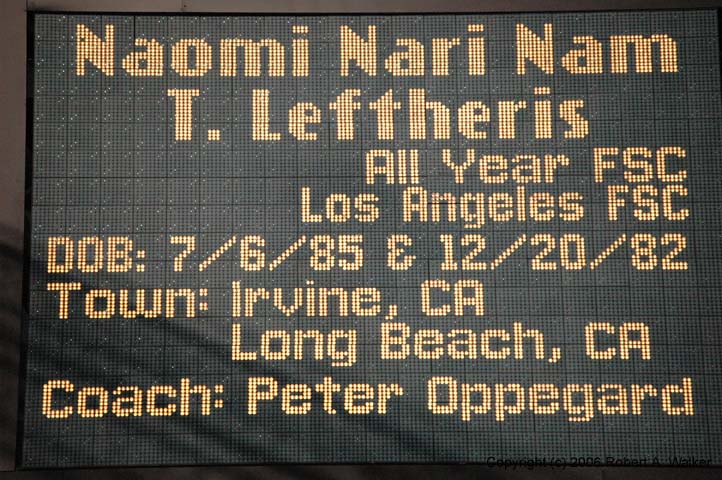 Naomi Nari Nam
T. Leftheris
All Year FSC
Los Angeles FSC
DOB: 7/6/85 & 12/20/82
Town: Irvine, CA
Long Beach, CA
Coach: Peter Oppegard
Copyright (c) 2006 Robert A. Walker